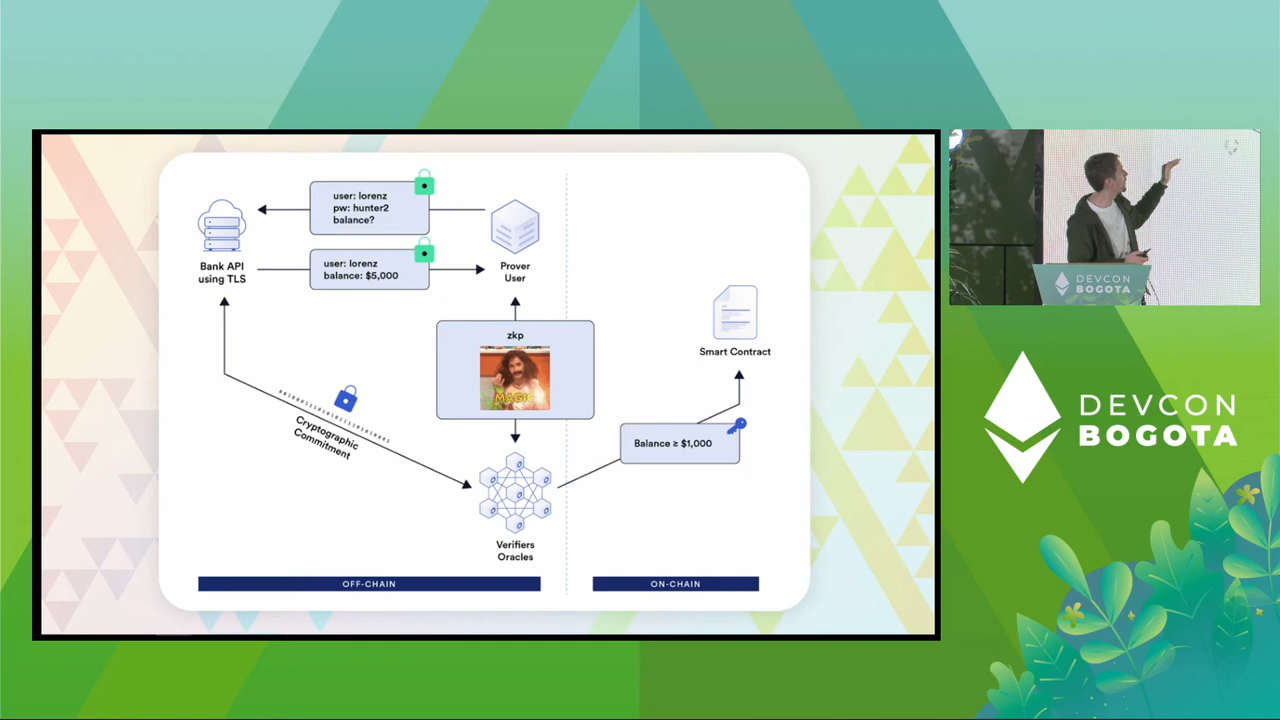 user: lorenz
pw: hunter2
balance?
Bank API
using TLS
user: lorenz
balance: $5,000
Prover
User
zkp
MAGIC
Smart Contract
Cryptographic
Commitment
Balance ≥ $1,000
Verifiers
Oracles
OFF-CHAIN
ON-CHAIN
DEVCON
BOGOTA
DEVCON
BOGOTA